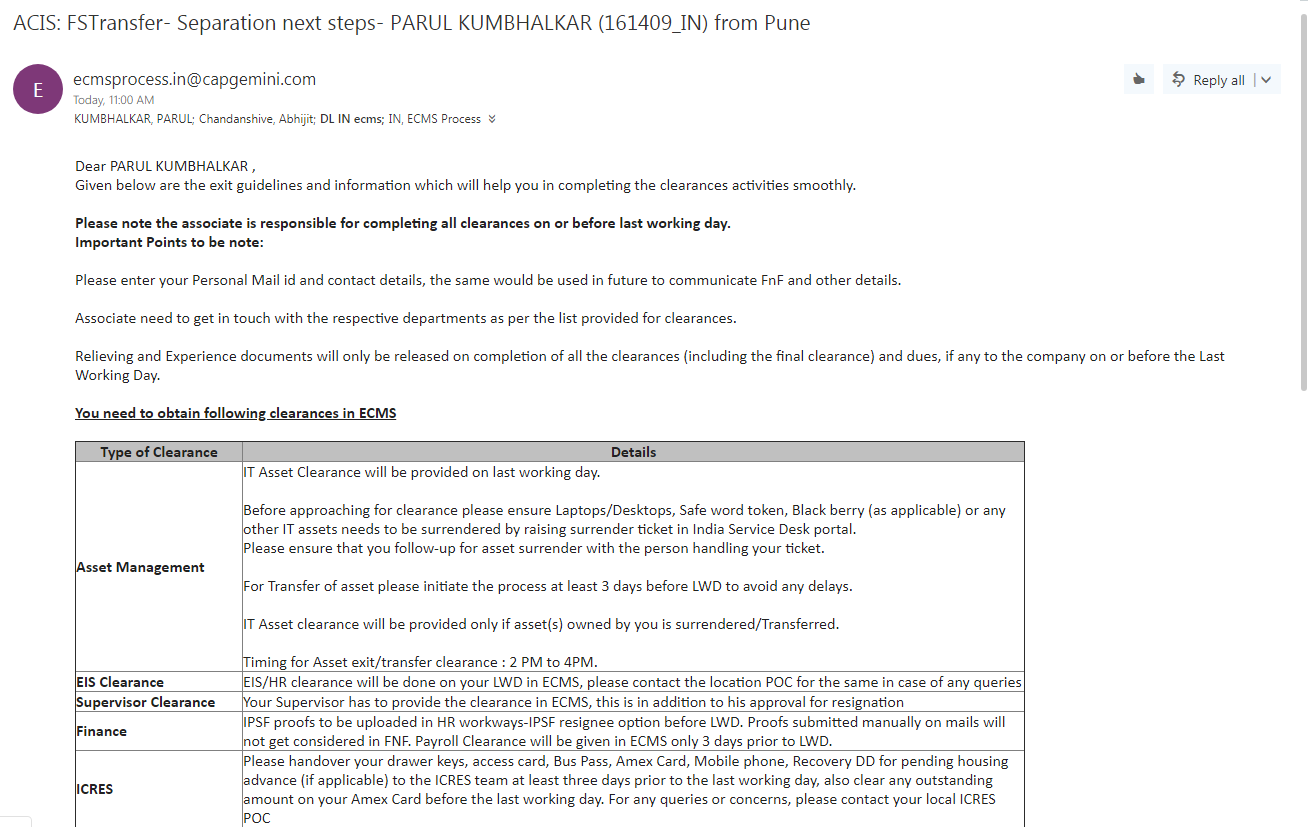 ACIS: FSTransfer- Separation next steps- PARUL KUMBHALKAR (161409_IN) from Pune
E
ecmsprocess.in@capgemini.com
Reply all
Today, 11:00 AM
KUMBHALKAR, PARUL; Chandanshive, Abhijit; DL IN ecms; IN, ECMS Process
Dear PARUL KUMBHALKAR ,
Given below are the exit guidelines and information which will help you in completing the clearances activities smoothly.
Please note the associate is responsible for completing all clearances on or before last working day.
Important Points to be note:
Please enter your Personal Mail id and contact details, the same would be used in future to communicate FnF and other details.
Associate need to get in touch with the respective departments as per the list provided for clearances.
Relieving and Experience documents will only be released on completion of all the clearances (including the final clearance) and dues, if any to the company on or before the Last
Working Day.
You need to obtain following clearances in ECMS
Type of Clearance Details
Asset Management
IT Asset Clearance will be provided on last working day.
Before approaching for clearance please ensure Laptops/Desktops, Safe word token, Black berry (as applicable) or any
other IT assets needs to be surrendered by raising surrender ticket in India Service Desk portal.
Please ensure that you follow-up for asset surrender with the person handling your ticket.
For Transfer of asset please initiate the process at least 3 days before LWD to avoid any delays.
IT Asset clearance will be provided only if asset(s) owned by you is surrendered/Transferred.
Timing for Asset exit/transfer clearance : 2 PM to 4PM.
EIS Clearance EIS/HR clearance will be done on your LWD in ECMS, please contact the location POC for the same in case of any queries
Supervisor Clearance Your Supervisor has to provide the clearance in ECMS, this is in addition to his approval for resignation
Finance
IPSF proofs to be uploaded in HR workways-IPSF resignee option before LWD. Proofs submitted manually on mails will
not get considered in FNF. Payroll Clearance will be given in ECMS only 3 days prior to LWD.
ICRES
Please handover your drawer keys, access card, Bus Pass, Amex Card, Mobile phone, Recovery DD for pending housing
advance (if applicable) to the ICRES team at least three days prior to the last working day, also clear any outstanding
amount on your Amex Card before the last working day. For any queries or concerns, please contact your local ICRES
POC